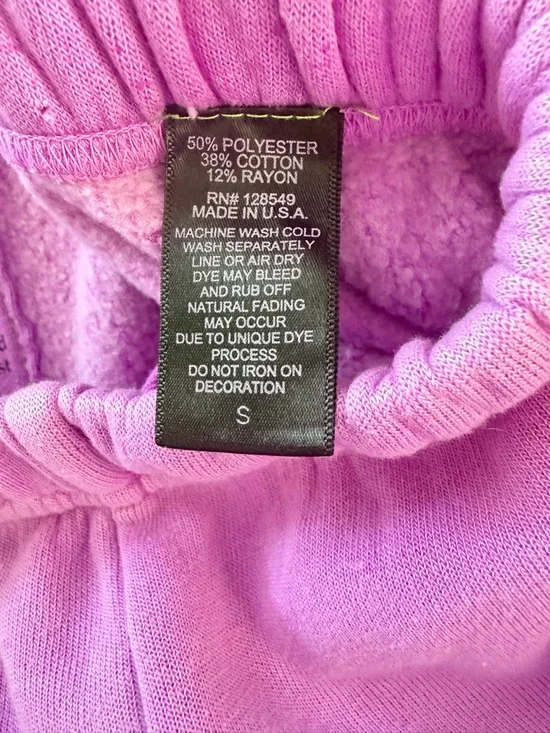 50% POLYESTER
38% COTTON
12% RAYON
RN# 128549
MADE IN U.S.A.
MACHINE WASH COLD
WASH SEPARATELY
LINE OR AIR DRY
DYE MAY BLEED
AND RUB OFF
NATURAL FADING
MAY OCCUR
DUE TO UNIQUE DYE
PROCESS
DO NOT IRON ON
DECORATION
S